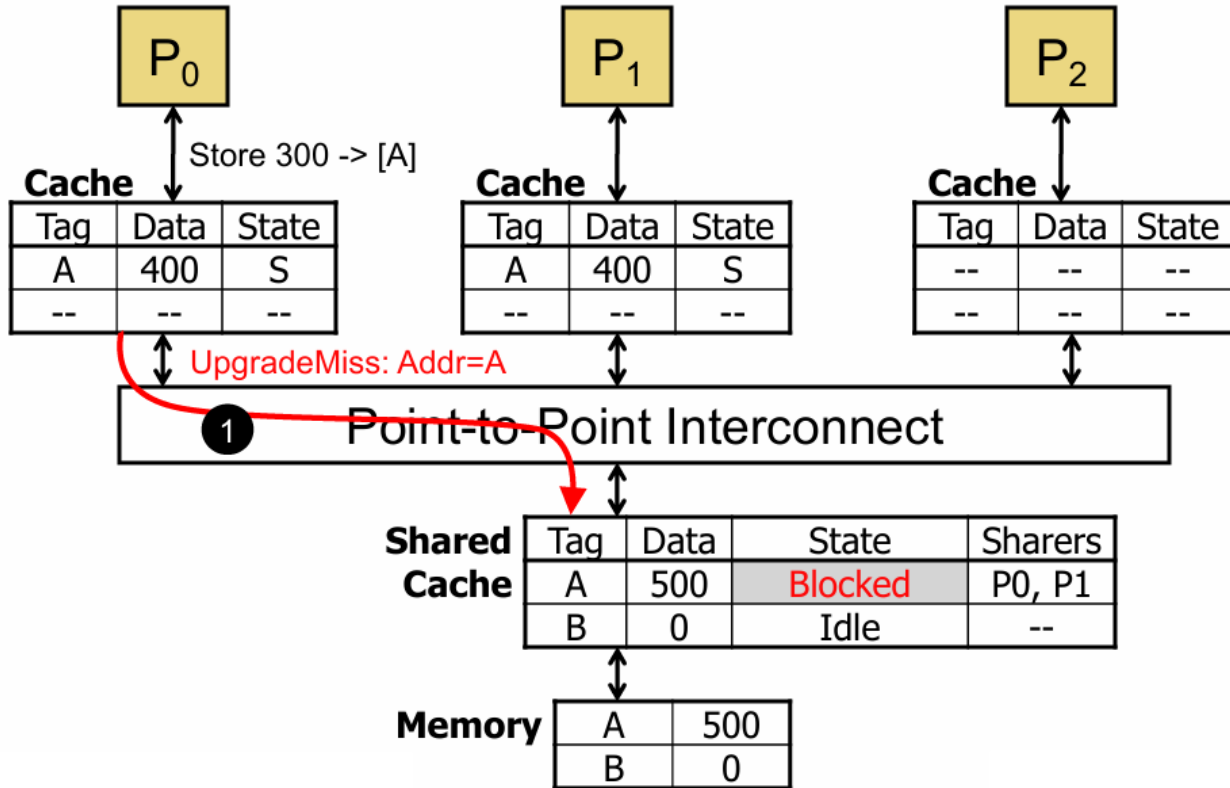 P0 P1 P2
Store 300 -> [A]
Cache Cache Cache
Tag Data State Tag Data State Tag Data State
A 400 S A 400 S -- -- --
-- -- -- -- -- -- -- -- --
UpgradeMiss: Addr=A
1 Point-to-Point Interconnect
Shared Tag Data State Sharers
Cache A 500 Blocked P0, P1
B 0 Idle --
Memory A 500
B 0